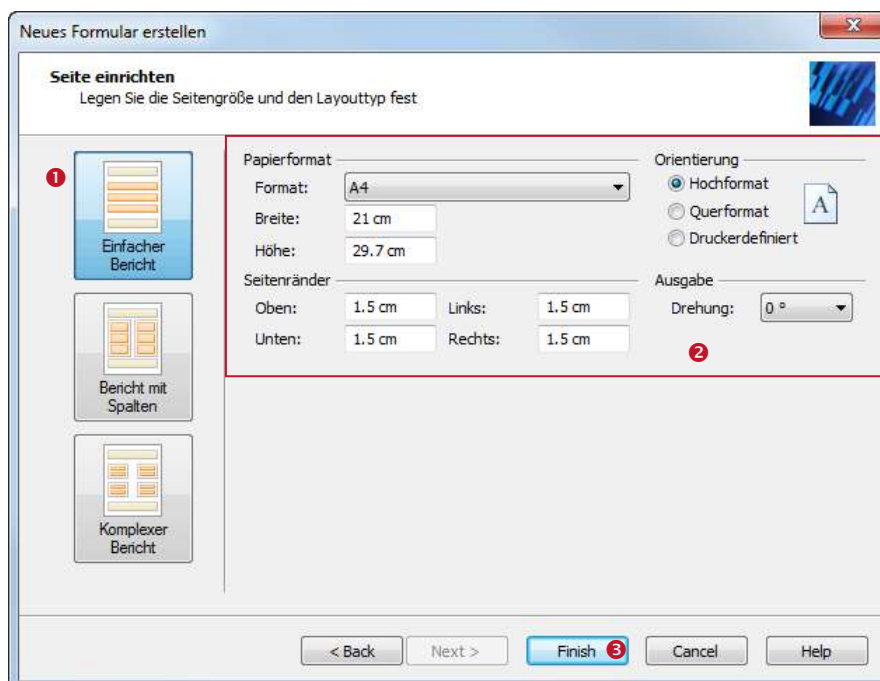 Neues Formular erstellen
Seite einrichten
Legen Sie die Seitengröße und den Layouttyp fest
1
Einfacher
Bericht
Bericht mit
Spalten
Komplexer
Bericht
Papierformat
Format: A4
Breite: 21 cm
Höhe: 29.7 cm
Seitenränder
Oben: 1.5 cm Links: 1.5 cm
Unten: 1.5 cm Rechts: 1.5 cm
Orientierung
Hochformat
Querformat
Druckerdefiniert
A
Ausgabe
Drehung: 0 °
2
< Back Next > Finish 3 Cancel Help